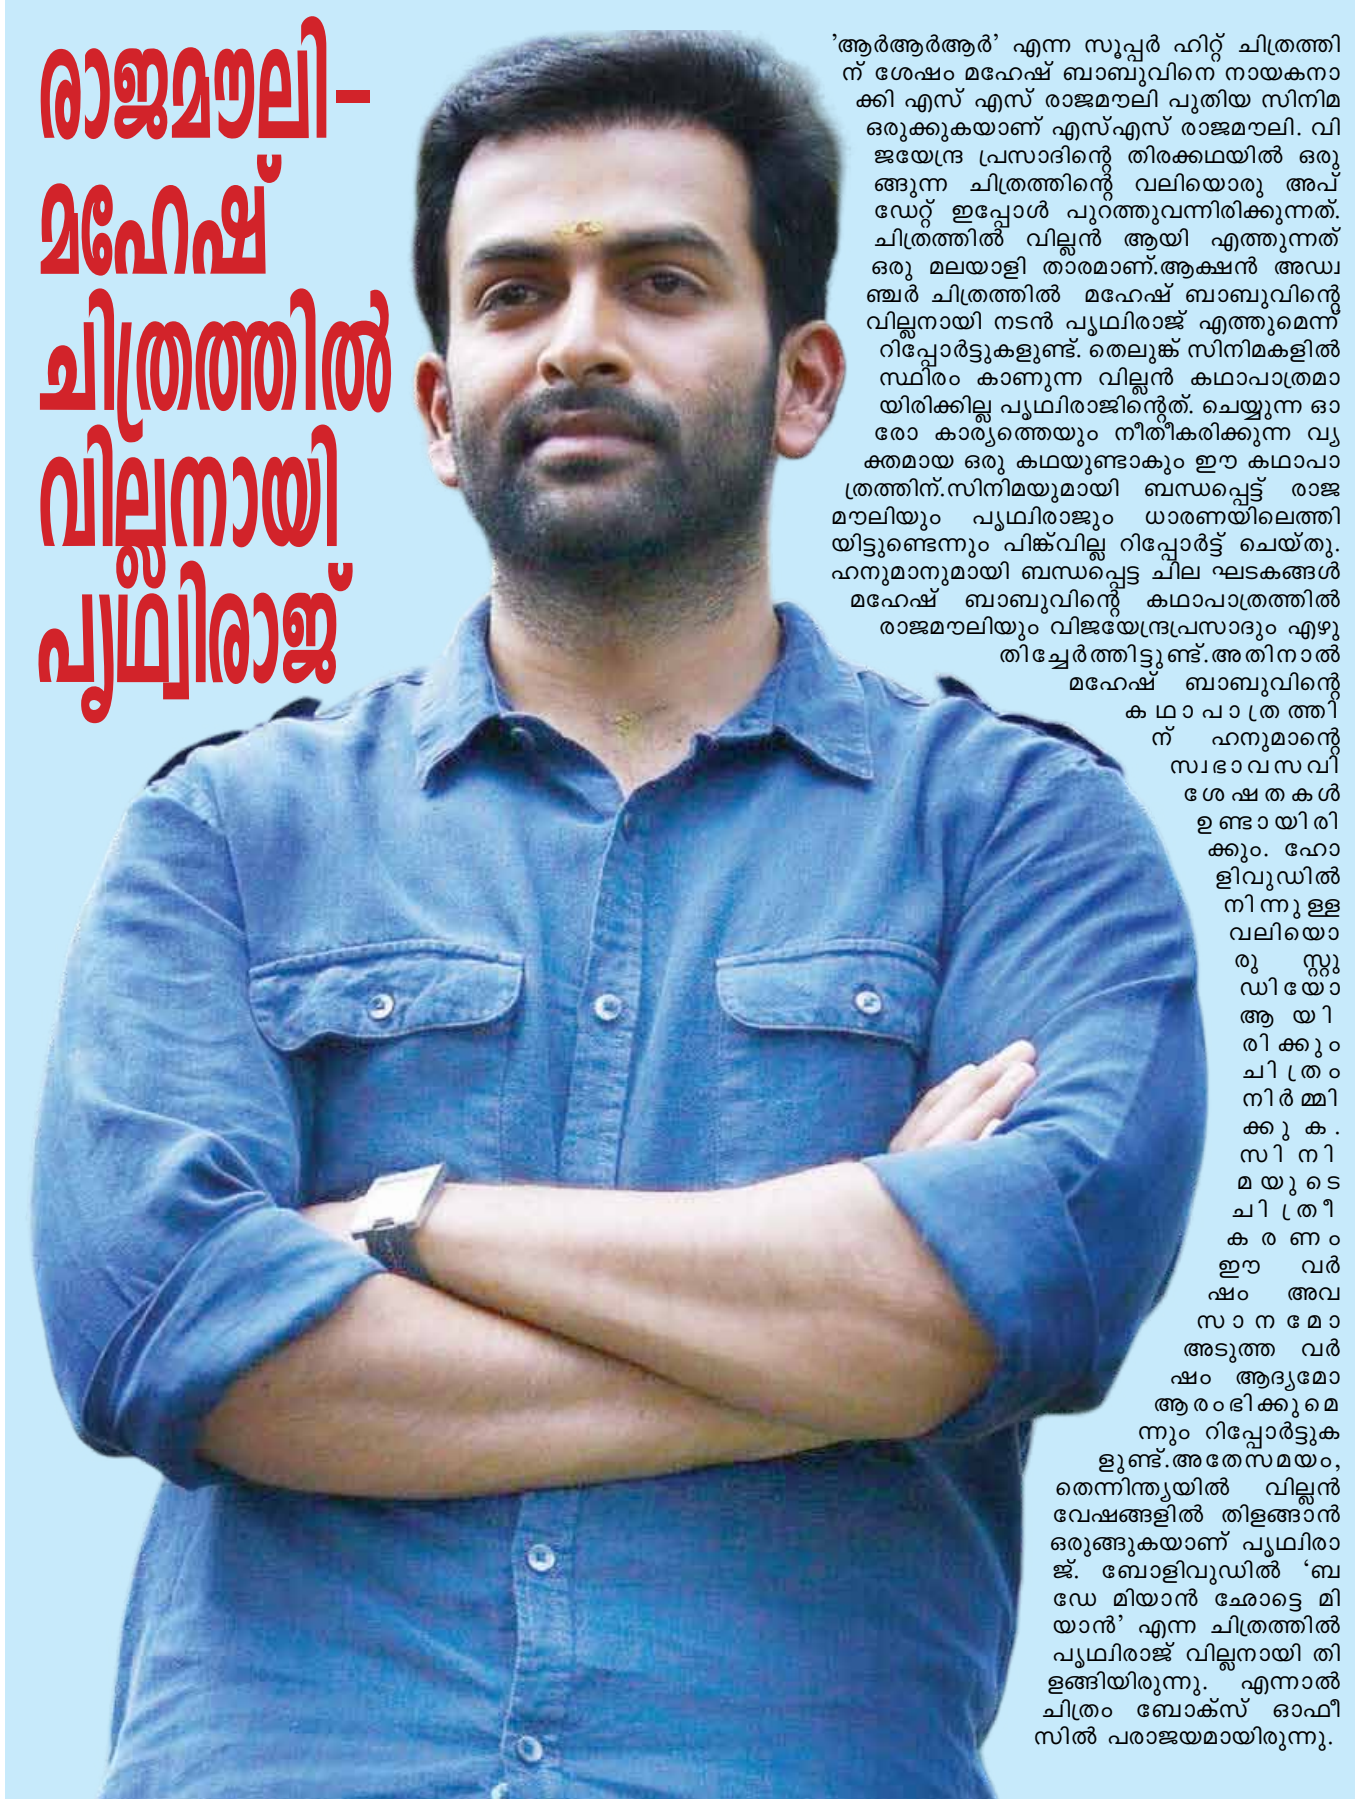 രാജമൗലി-
മഹേഷ്
ചിത്രത്തിൽ
വില്ലനായി
പൃഥ്വിരാജ്
’ആർആർആർ’ എന്ന സൂപ്പർ ഹിറ്റ് ചിത്രത്തി
ന് ശേഷം മഹേഷ് ബാബുവിനെ നായകനാ
ക്കി എസ് എസ് രാജമൗലി പുതിയ സിനിമ
ഒരുക്കുകയാണ് എസ്എസ് രാജമൗലി. വി
ജയേന്ദ്ര പ്രസാദിന്റെ തിരക്കഥയിൽ ഒരു
ങ്ങുന്ന ചിത്രത്തിന്റെ വലിയൊരു അപ്
ഡേറ്റ് ഇപ്പോൾ പുറത്തുവന്നിരിക്കുന്നത്.
ചിത്രത്തിൽ വില്ലൻ ആയി എത്തുന്നത്
ഒരു മലയാളി താരമാണ്.ആക്ഷൻ അഡ്വ
ഞ്ചർ ചിത്രത്തിൽ മഹേഷ് ബാബുവിന്റെ
വില്ലനായി നടൻ പൃഥ്വിരാജ് എത്തുമെന്ന്
റിപ്പോർട്ടുകളുണ്ട്. തെലുങ്ക് സിനിമകളിൽ
സ്ഥിരം കാണുന്ന വില്ലൻ കഥാപാത്രമാ
യിരിക്കില്ല പൃഥ്വിരാജിന്റെത്. ചെയ്യുന്ന ഓ
രോ കാര്യത്തെയും നീതീകരിക്കുന്ന വ്യ
ക്തമായ ഒരു കഥയുണ്ടാകും ഈ കഥാപാ
ത്രത്തിന്.സിനിമയുമായി ബന്ധപ്പെട്ട് രാജ
മൗലിയും പൃഥ്വിരാജും ധാരണയിലെത്തി
യിട്ടുണ്ടെന്നും പിങ്ക്‌വില്ല റിപ്പോർട്ട് ചെയ്തു.
ഹനുമാനുമായി ബന്ധപ്പെട്ട ചില ഘടകങ്ങൾ
മഹേഷ് ബാബുവിന്റെ കഥാപാത്രത്തിൽ
രാജമൗലിയും വിജയേന്ദ്രപ്രസാദും എഴു
തിച്ചേർത്തിട്ടുണ്ട്.അതിനാൽ
മഹേഷ് ബാബുവിന്റെ
കഥാപാത്രത്തി
ന് ഹനുമാന്റെ
സ്വഭാവസവി
ശേഷതകൾ
ഉണ്ടായിരി
ക്കും. ഹോ
ളിവുഡിൽ
നിന്നുള്ള
വലിയൊ
രു സ്റ്റു
ഡിയോ
ആയി
രിക്കും
ചിത്രം
നിർമ്മി
ക്കുക.
സിനി
മയുടെ
ചിത്രീ
കരണം
ഈ വർ
ഷം അവ
സാനമോ
അടുത്ത വർ
ഷം ആദ്യമോ
ആരംഭിക്കുമെ
ന്നും റിപ്പോർട്ടുക
ളുണ്ട്.അതേസമയം,
തെന്നിന്ത്യയിൽ വില്ലൻ
വേഷങ്ങളിൽ തിളങ്ങാൻ
ഒരുങ്ങുകയാണ് പൃഥ്വിരാ
ജ്. ബോളിവുഡിൽ ‘ബ
ഡേ മിയാൻ ഛോട്ടെ മി
യാൻ’ എന്ന ചിത്രത്തിൽ
പൃഥ്വിരാജ് വില്ലനായി തി
ളങ്ങിയിരുന്നു. എന്നാൽ
ചിത്രം ബോക്സ് ഓഫീ
സിൽ പരാജയമായിരുന്നു.